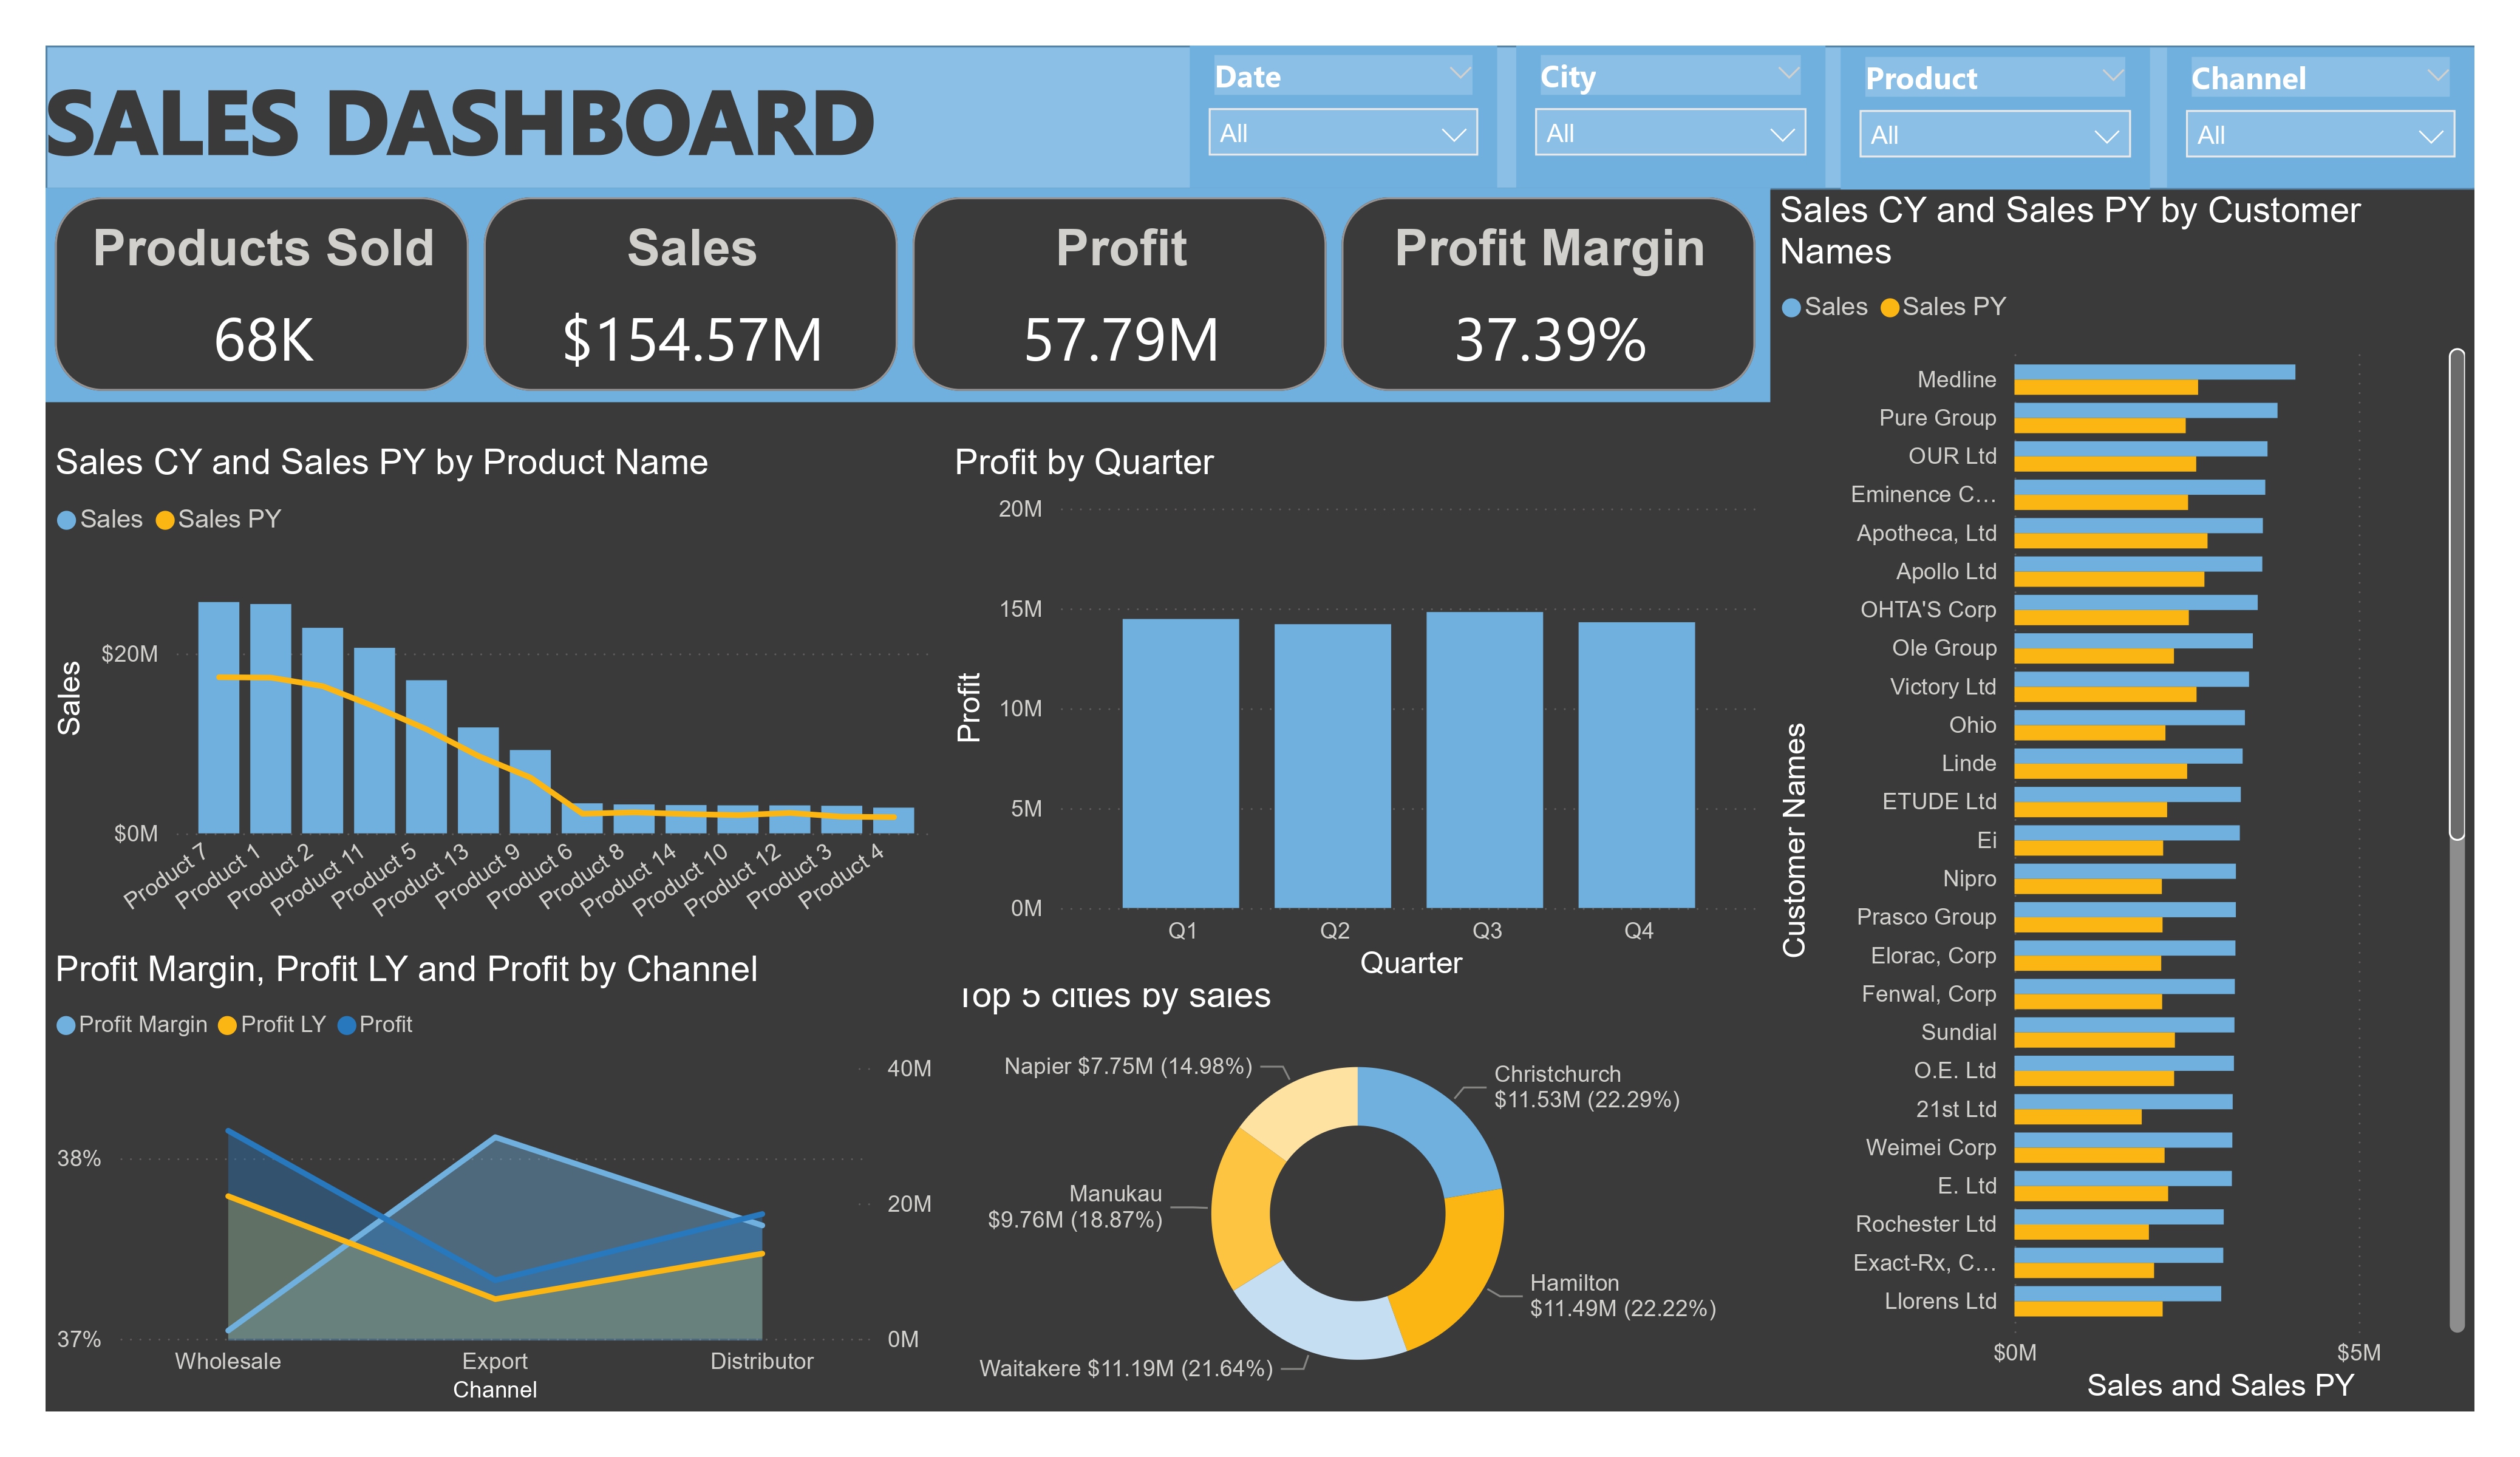 SALES DASHBOARD
Date
All
City
All
Product
All
Channel
All
Products Sold
68K
Sales
$154.57M
Profit
57.79M
Profit Margin
37.39%
Sales CY and Sales PY by Product Name
Sales
Sales PY
Sales
$20M
$0M
Product 7
Product 1
Product 2
Product 11
Product 5
Product 13
Product 9
Product 6
Product 8
Product 14
Product 10
Product 12
Product 3
Product 4
Profit by Quarter
Profit
20M
15M
10M
5M
0M
Q1
Q2
Q3
Q4
Quarter
Profit Margin, Profit LY and Profit by Channel
Profit Margin
Profit LY
Profit
38%
37%
40M
20M
0M
Wholesale
Export
Distributor
Channel
Top 5 cities by sales
Napier $7.75M (14.98%)
Christchurch
$11.53M (22.29%)
Manukau
$9.76M (18.87%)
Hamilton
$11.49M (22.22%)
Waitakere $11.19M (21.64%)
Sales CY and Sales PY by Customer
Names
Sales
Sales PY
Customer Names
Medline
Pure Group
OUR Ltd
Eminence C...
Apotheca, Ltd
Apollo Ltd
OHTA'S Corp
Ole Group
Victory Ltd
Ohio
Linde
ETUDE Ltd
Ei
Nipro
Prasco Group
Elorac, Corp
Fenwal, Corp
Sundial
O.E. Ltd
21st Ltd
Weimei Corp
E. Ltd
Rochester Ltd
Exact-Rx, C...
Llorens Ltd
$0M
$5M
Sales and Sales PY